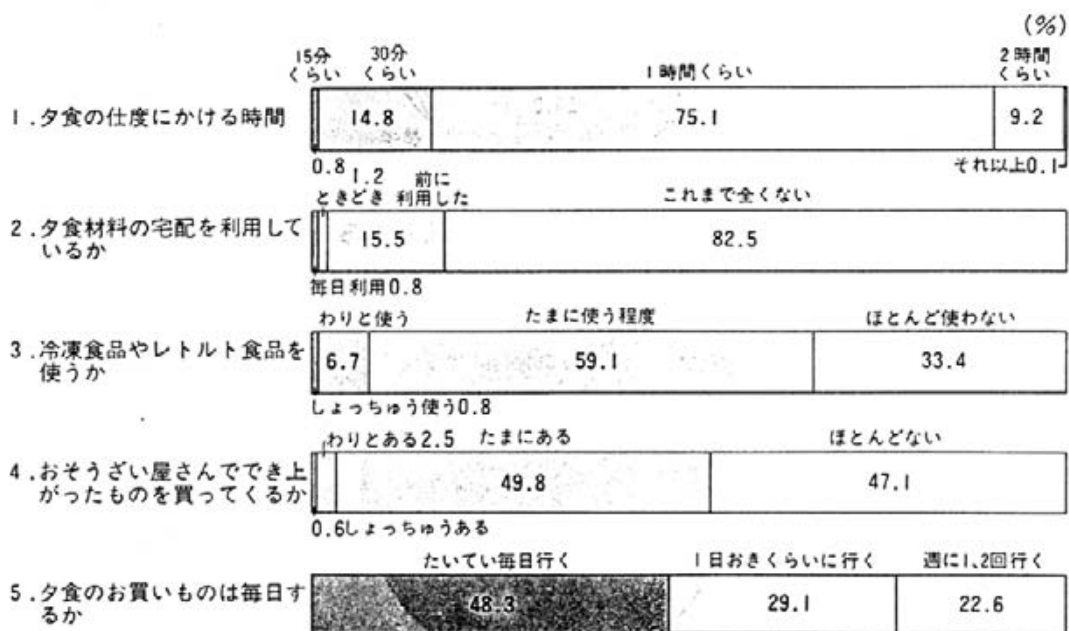 (%)
15分くらい 30分くらい 1時間くらい 2時間くらい
1.夕食の仕度にかける時間 14.8 75.1 9.2
0.8 それ以上0.1
1.2ときどき 前に利用した これまで全くない
2.夕食材料の宅配を利用して
いるか 15.5 82.5
毎日利用0.8
わりと使う たまに使う程度 ほとんど使わない
3.冷凍食品やレトルト食品を
使うか 6.7 59.1 33.4
しょっちゅう使う0.8
わりとある2.5 たまにある ほとんどない
4.おそうざい屋さんででき上
がったものを買ってくるか 49.8 47.1
0.6しょっちゅうある
たいてい毎日行く 1日おきくらいに行く 週に1、2回行く
5.夕食のお買いものは毎日す
るか 48.3 29.1 22.6